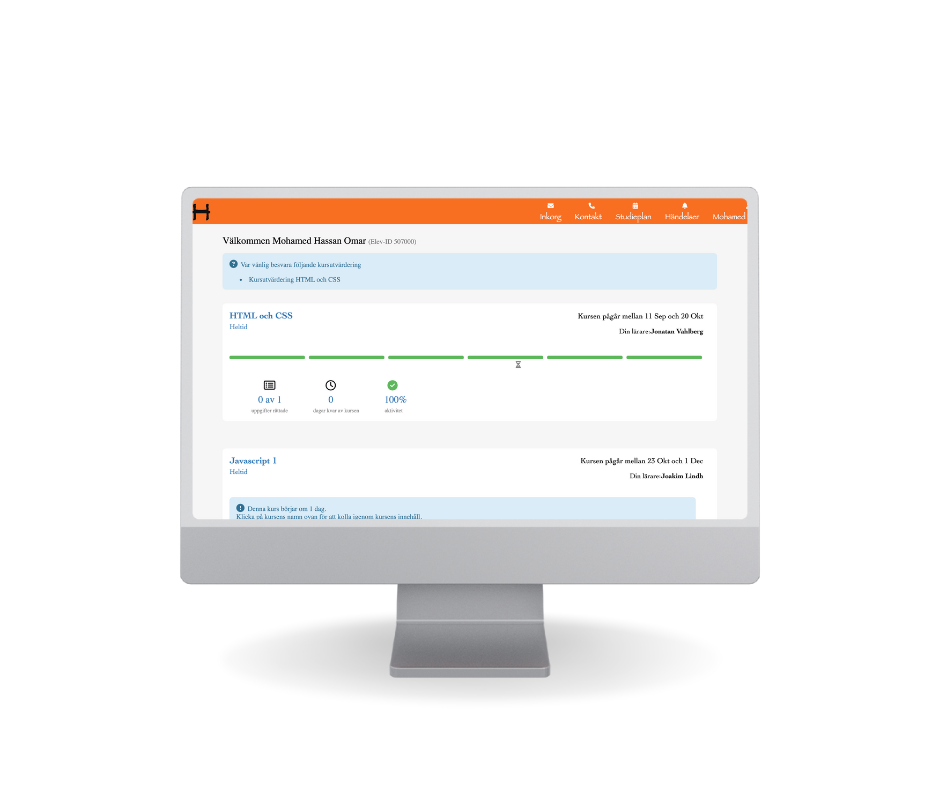 H
Inkorg Kontakt Studieplan Händelser Mohamed
Välkommen Mohamed Hassan Omar (Elev-ID 507000)
Var vänlig besvara följande kursutvärdering
Kursutvärdering HTML och CSS
HTML och CSS
Kursen pågår mellan 11 Sep och 20 Okt
Heltid
Din lärare:Jonatan Vahlberg
0 av 1
0
100%
uppgifter rättade
dagar kvar av kursen
aktivitet
Javascript 1
Kursen pågår mellan 23 Okt och 1 Dec
Heltid
Din lärare:Joakim Lindh
Denna kurs börjar om 1 dag.
Klicka på kursens namn ovan för att kolla igenom kursens innehåll.